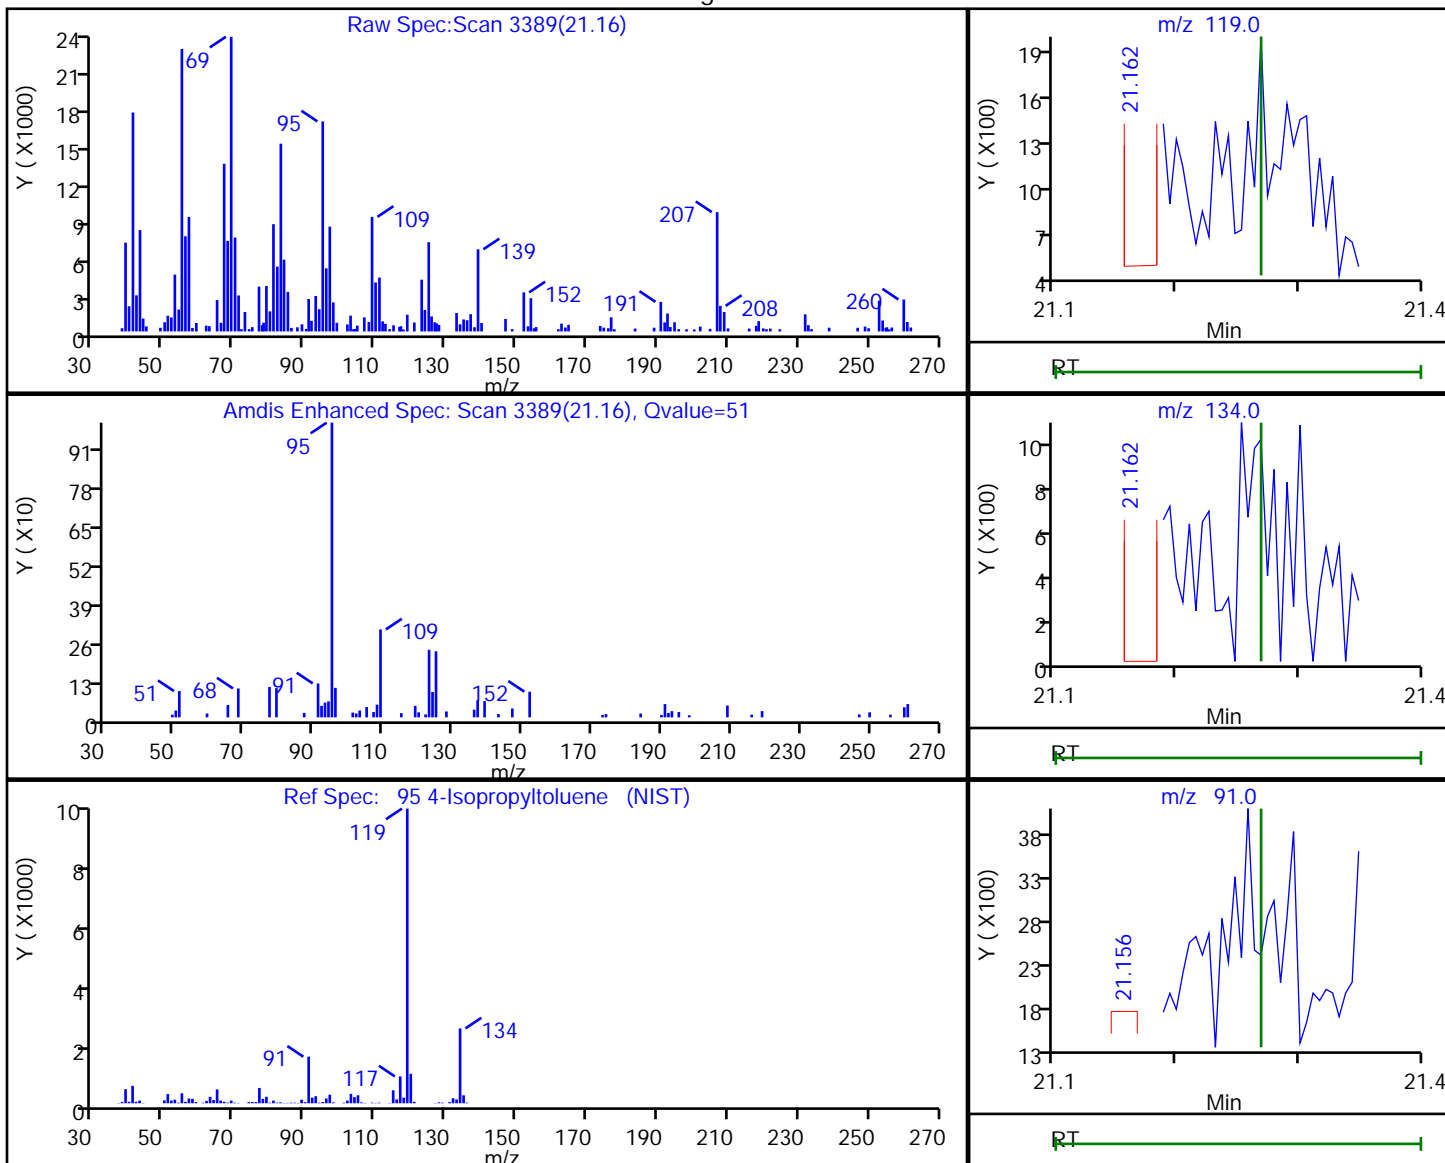 Raw Spec:Scan 3389(21.16)
Y ( X1000)
24
21
18
15
12
9
6
3
0
69
95
109
139
152
191
207
208
260
30 50 70 90 110 130 150 170 190 210 230 250 270
m/z
m/z 119.0
Y ( X100)
19
16
13
10
7
4
21.162
21.1 21.4
Min
RT
Amdis Enhanced Spec: Scan 3389(21.16), Qvalue=51
Y ( X10)
91
78
65
52
39
26
13
0
51
68
91
95
109
152
30 50 70 90 110 130 150 170 190 210 230 250 270
m/z
m/z 134.0
Y ( X100)
10
8
6
4
2
0
21.162
21.1 21.4
Min
RT
Ref Spec: 95 4-Isopropyltoluene (NIST)
Y ( X1000)
10
8
6
4
2
0
91
117
119
134
30 50 70 90 110 130 150 170 190 210 230 250 270
m/z
m/z 91.0
Y ( X100)
38
33
28
23
18
13
21.156
21.1 21.4
Min
RT